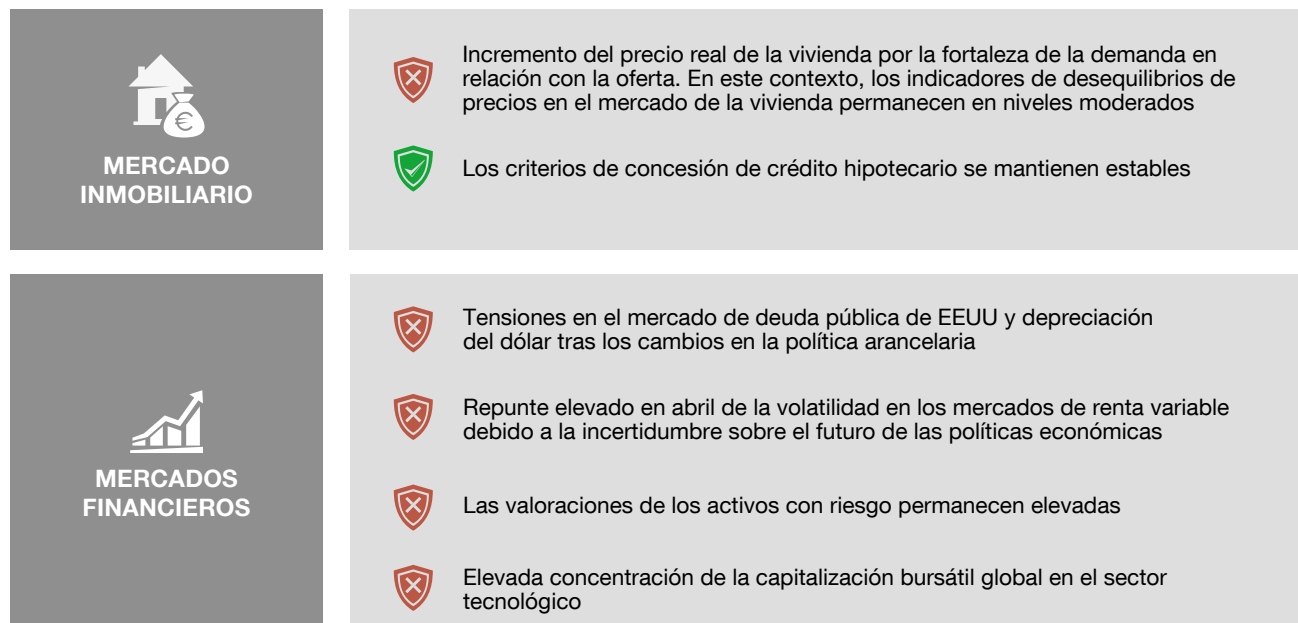 MERCADO
INMOBILIARIO
Incremento del precio real de la vivienda por la fortaleza de la demanda en
relación con la oferta. En este contexto, los indicadores de desequilibrios de
precios en el mercado de la vivienda permanecen en niveles moderados
Los criterios de concesión de crédito hipotecario se mantienen estables
MERCADOS
FINANCIEROS
Tensiones en el mercado de deuda pública de EEUU y depreciación
del dólar tras los cambios en la política arancelaria
Repunte elevado en abril de la volatilidad en los mercados de renta variable
debido a la incertidumbre sobre el futuro de las políticas económicas
Las valoraciones de los activos con riesgo permanecen elevadas
Elevada concentración de la capitalización bursátil global en el sector
tecnológico